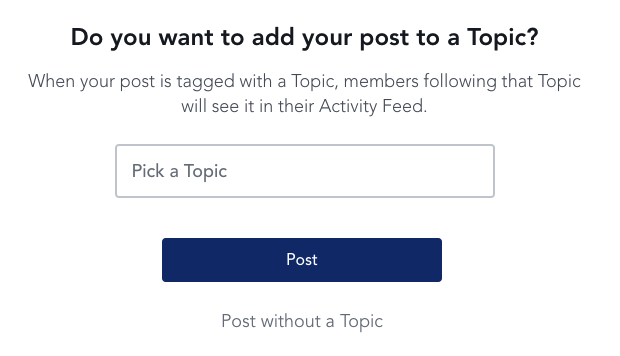 Do you want to add your post to a Topic?
When your post is tagged with a Topic, members following that Topic
will see it in their Activity Feed.
Pick a Topic
Post
Post without a Topic